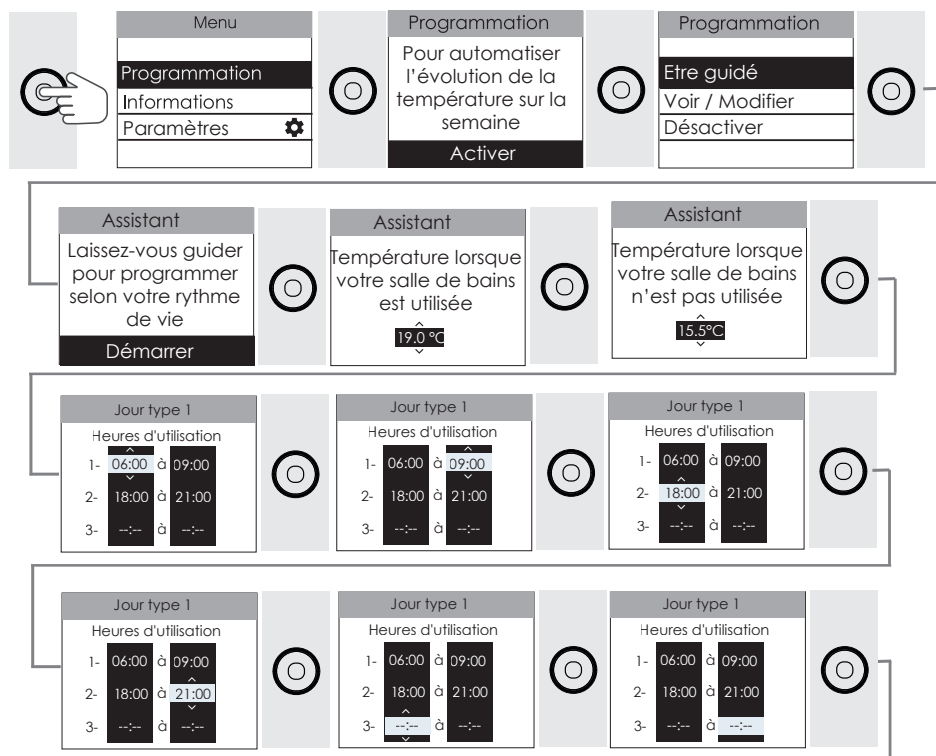 Menu
Programmation
Informations
Paramètres
Programmation
Pour automatiser
l'évolution de la
température sur la
semaine
Activer
Programmation
Etre guidé
Voir / Modifier
Désactiver
Assistant
Laissez-vous guider
pour programmer
selon votre rythme
de vie
Démarrer
Assistant
Température lorsque
votre salle de bains
est utilisée
19.0 °C
Assistant
Température lorsque
votre salle de bains
n'est pas utilisée
15.5°C
Jour type 1
Heures d'utilisation
1- 06:00 à 09:00
2- 18:00 à 21:00
3- --:-- à --:--
Jour type 1
Heures d'utilisation
1- 06:00 à 09:00
2- 18:00 à 21:00
3- --:-- à --:--
Jour type 1
Heures d'utilisation
1- 06:00 à 09:00
2- 18:00 à 21:00
3- --:-- à --:--
Jour type 1
Heures d'utilisation
1- 06:00 à 09:00
2- 18:00 à 21:00
3- --:-- à --:--
Jour type 1
Heures d'utilisation
1- 06:00 à 09:00
2- 18:00 à 21:00
3- --:-- à --:--
Jour type 1
Heures d'utilisation
1- 06:00 à 09:00
2- 18:00 à 21:00
3- --:-- à --:--